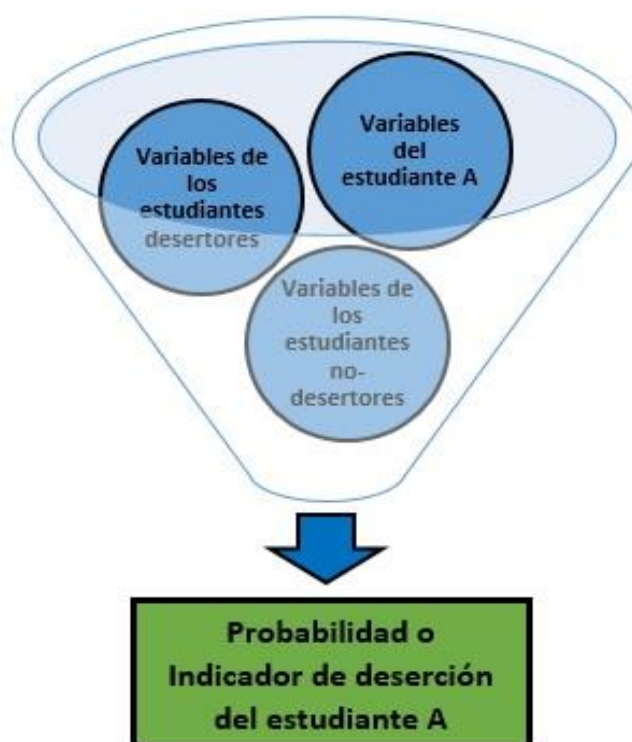 Variables de
los
estudiantes
desertores
Variables
del
estudiante A
Variables de
los
estudiantes
no-
desertores
Probabilidad o
Indicador de deserción
del estudiante A